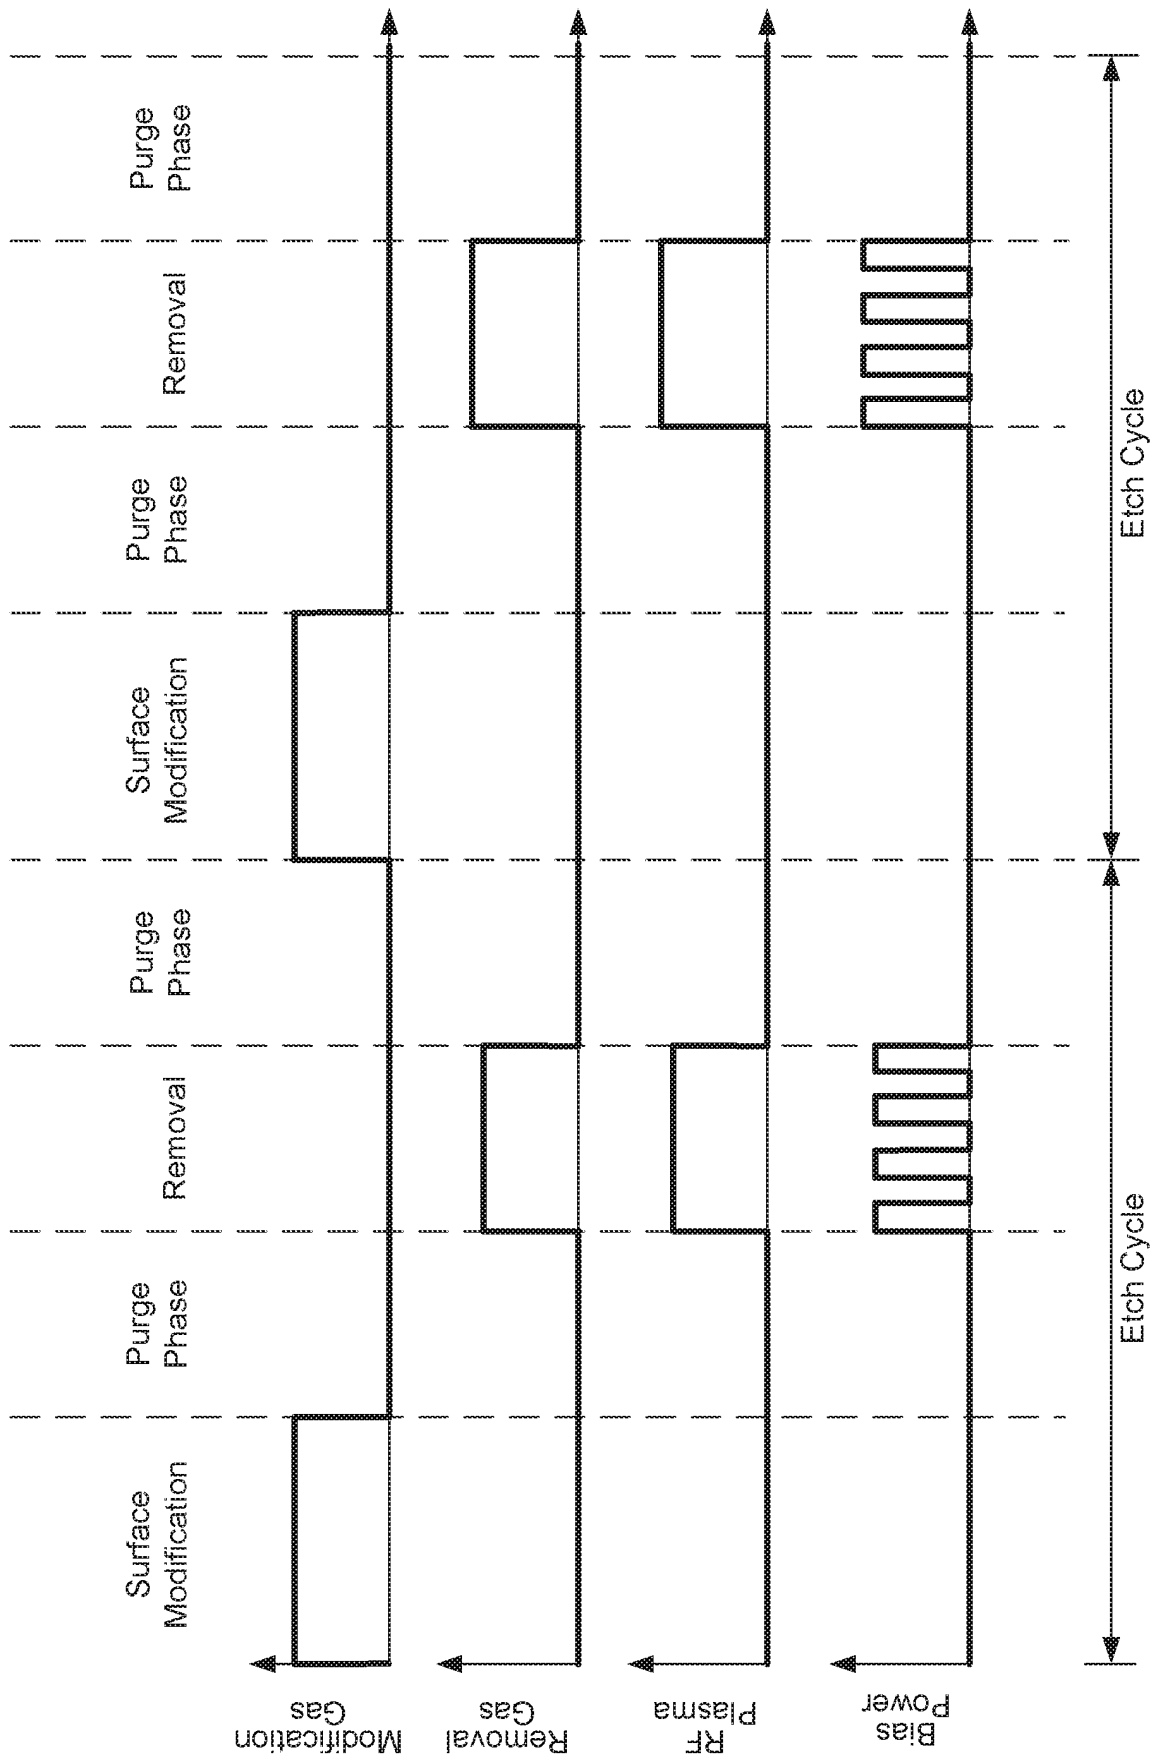 Surface
Modification
Purge
Phase
Removal
Purge
Phase
Surface
Modification
Purge
Phase
Removal
Purge
Phase
Modification
Gas
Removal
Gas
RF
Plasma
Bias
Power
Etch Cycle
Etch Cycle